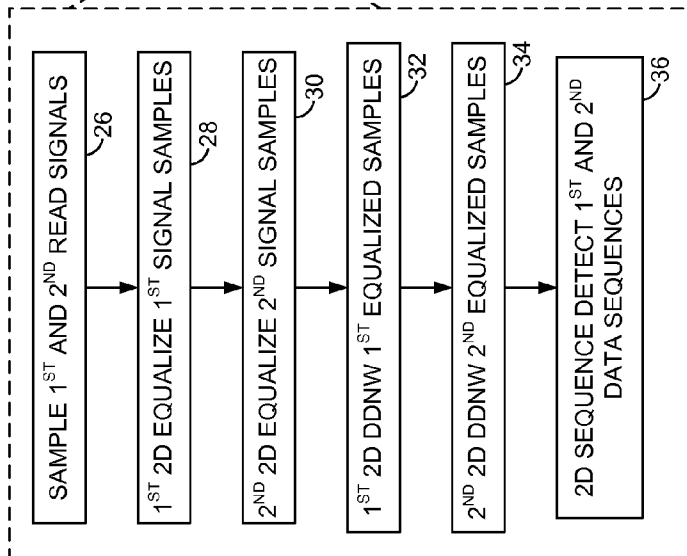 SAMPLE 1ST AND 2ND READ SIGNALS
26
1ST 2D EQUALIZE 1ST SIGNAL SAMPLES
28
2ND 2D EQUALIZE 2ND SIGNAL SAMPLES
30
1ST 2D DDNW 1ST EQUALIZED SAMPLES
32
2ND 2D DDNW 2ND EQUALIZED SAMPLES
34
2D SEQUENCE DETECT 1ST AND 2ND
DATA SEQUENCES
36